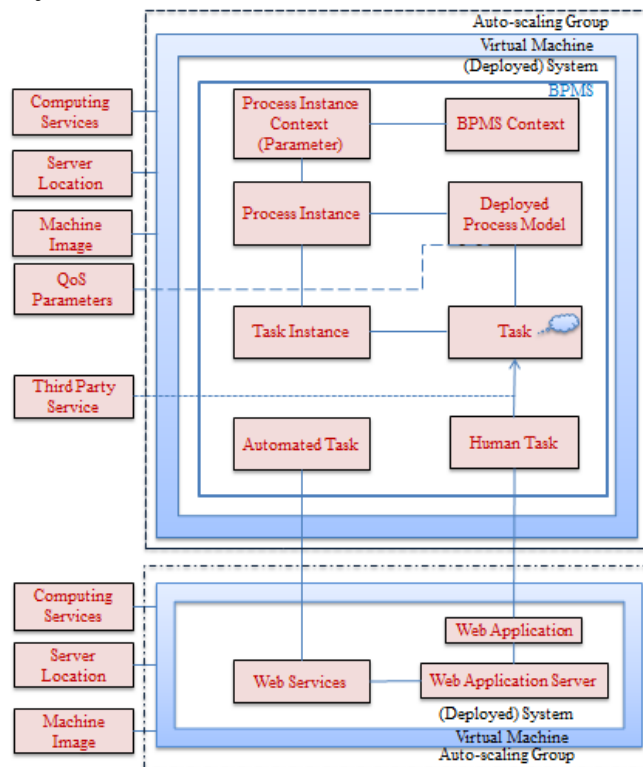 Auto-scaling Group
Virtual Machine
(Deployed) System
BPMS
Computing
Services
Process Instance
Context
(Parameter)
BPMS Context
Server
Location
Process Instance
Deployed
Process Model
Machine
Image
QoS
Parameters
Task Instance
Task
Third Party
Service
Automated Task
Human Task
Computing
Services
Web Application
Server
Location
Web Services
Web Application Server
Machine
Image
(Deployed) System
Virtual Machine
Auto-scaling Group